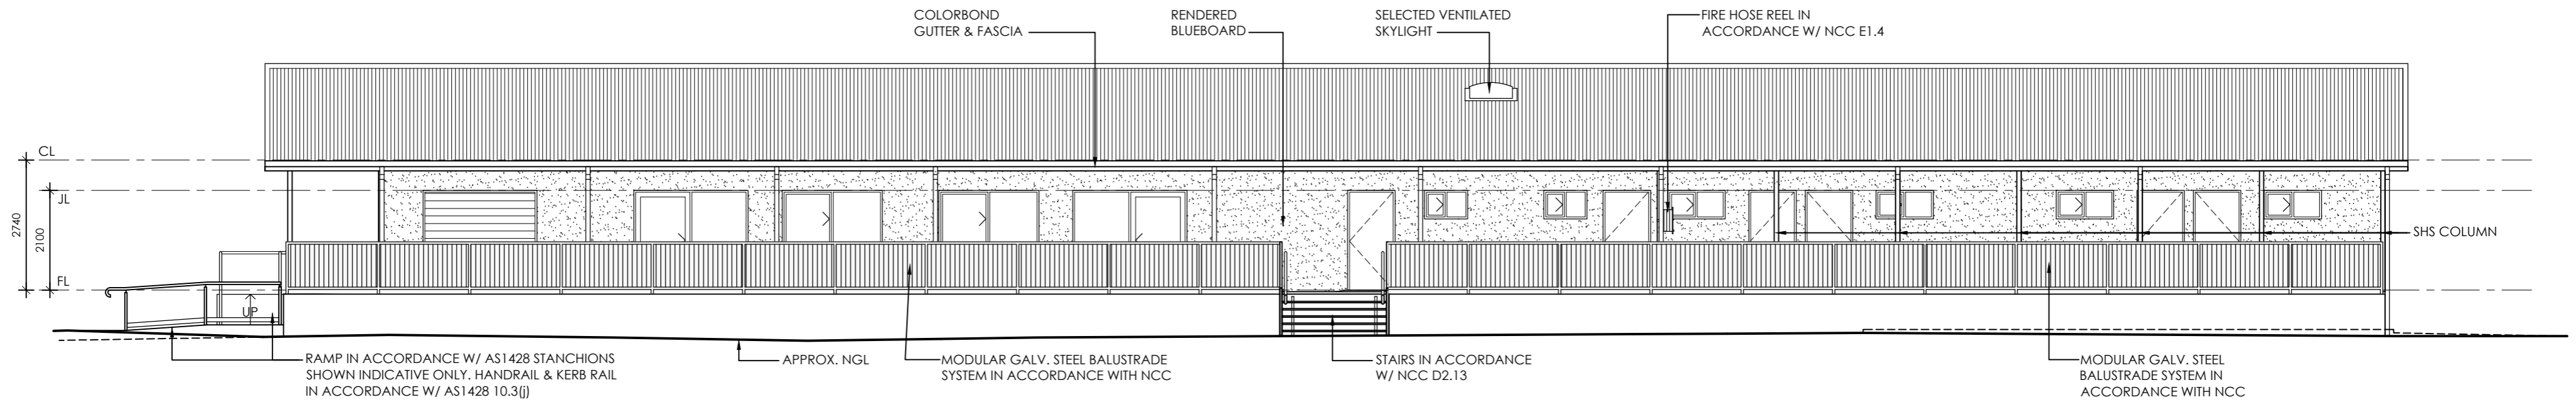 COLORBOND
GUTTER & FASCIA
RENDERED
BLUEBOARD
SELECTED VENTILATED
SKYLIGHT
FIRE HOSE REEL IN
ACCORDANCE W/ NCC E1.4
CL
JL
FL
2740
2100
UP
SHS COLUMN
RAMP IN ACCORDANCE W/ AS1428 STANCHIONS
SHOWN INDICATIVE ONLY. HANDRAIL & KERB RAIL
IN ACCORDANCE W/ AS1428 10.3(j)
APPROX. NGL
MODULAR GALV. STEEL BALUSTRADE
SYSTEM IN ACCORDANCE WITH NCC
STAIRS IN ACCORDANCE
W/ NCC D2.13
MODULAR GALV. STEEL
BALUSTRADE SYSTEM IN
ACCORDANCE WITH NCC